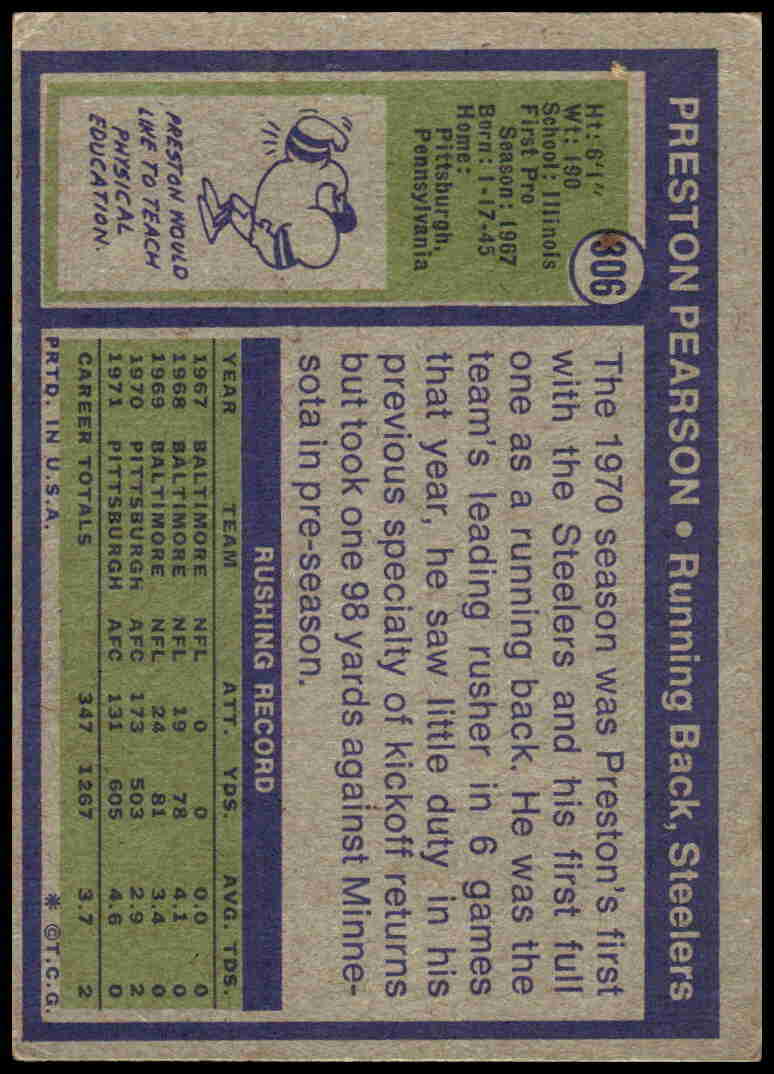 PRESTON PEARSON • Running Back, Steelers
306
Ht: 6'1"
Wt: 190
School: Illinois
First Pro
Season: 1967
Born: 1-17-45
Home:
Pittsburgh,
Pennsylvania
PRESTON WOULD
LIKE TO TEACH
PHYSICAL
EDUCATION.
The 1970 season was Preston's first
with the Steelers and his first full
one as a running back. He was the
team's leading rusher in 6 games
that year, he saw little duty in his
previous specialty of kickoff returns
but took one 98 yards against Minne-
sota in pre-season.
RUSHING RECORD
YEAR TEAM ATT. YDS. AVG. TDS.
1967 BALTIMORE NFL 0 0 0.0 0
1968 BALTIMORE NFL 19 78 4.1 0
1969 BALTIMORE NFL 24 81 3.4 0
1970 PITTSBURGH AFC 173 503 2.9 2
1971 PITTSBURGH AFC 131 605 4.6 0
CAREER TOTALS 347 1267 3.7 2
PRTD. IN U.S.A. * ©T.C.G.